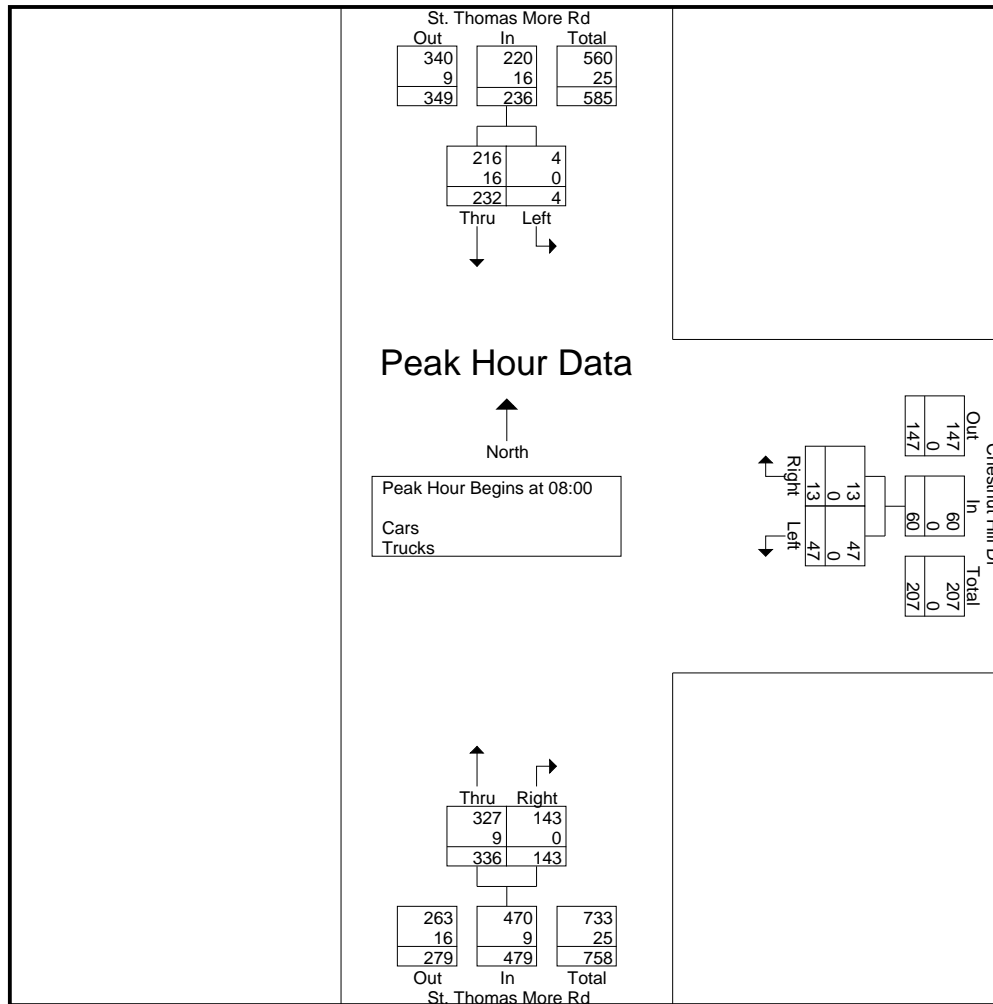 St. Thomas More Rd
Out In Total
340 220 560
9 16 25
349 236 585
216 4
16 0
232 4
Thru Left
Peak Hour Data
North
Peak Hour Begins at 08:00
Cars
Trucks
Out In Total
147 60 207
0 0 0
147 60 207
13 47
0 0
13 47
Right Left
Thru Right
327 143
9 0
336 143
263 470 733
16 9 25
279 479 758
Out In Total
St. Thomas More Rd